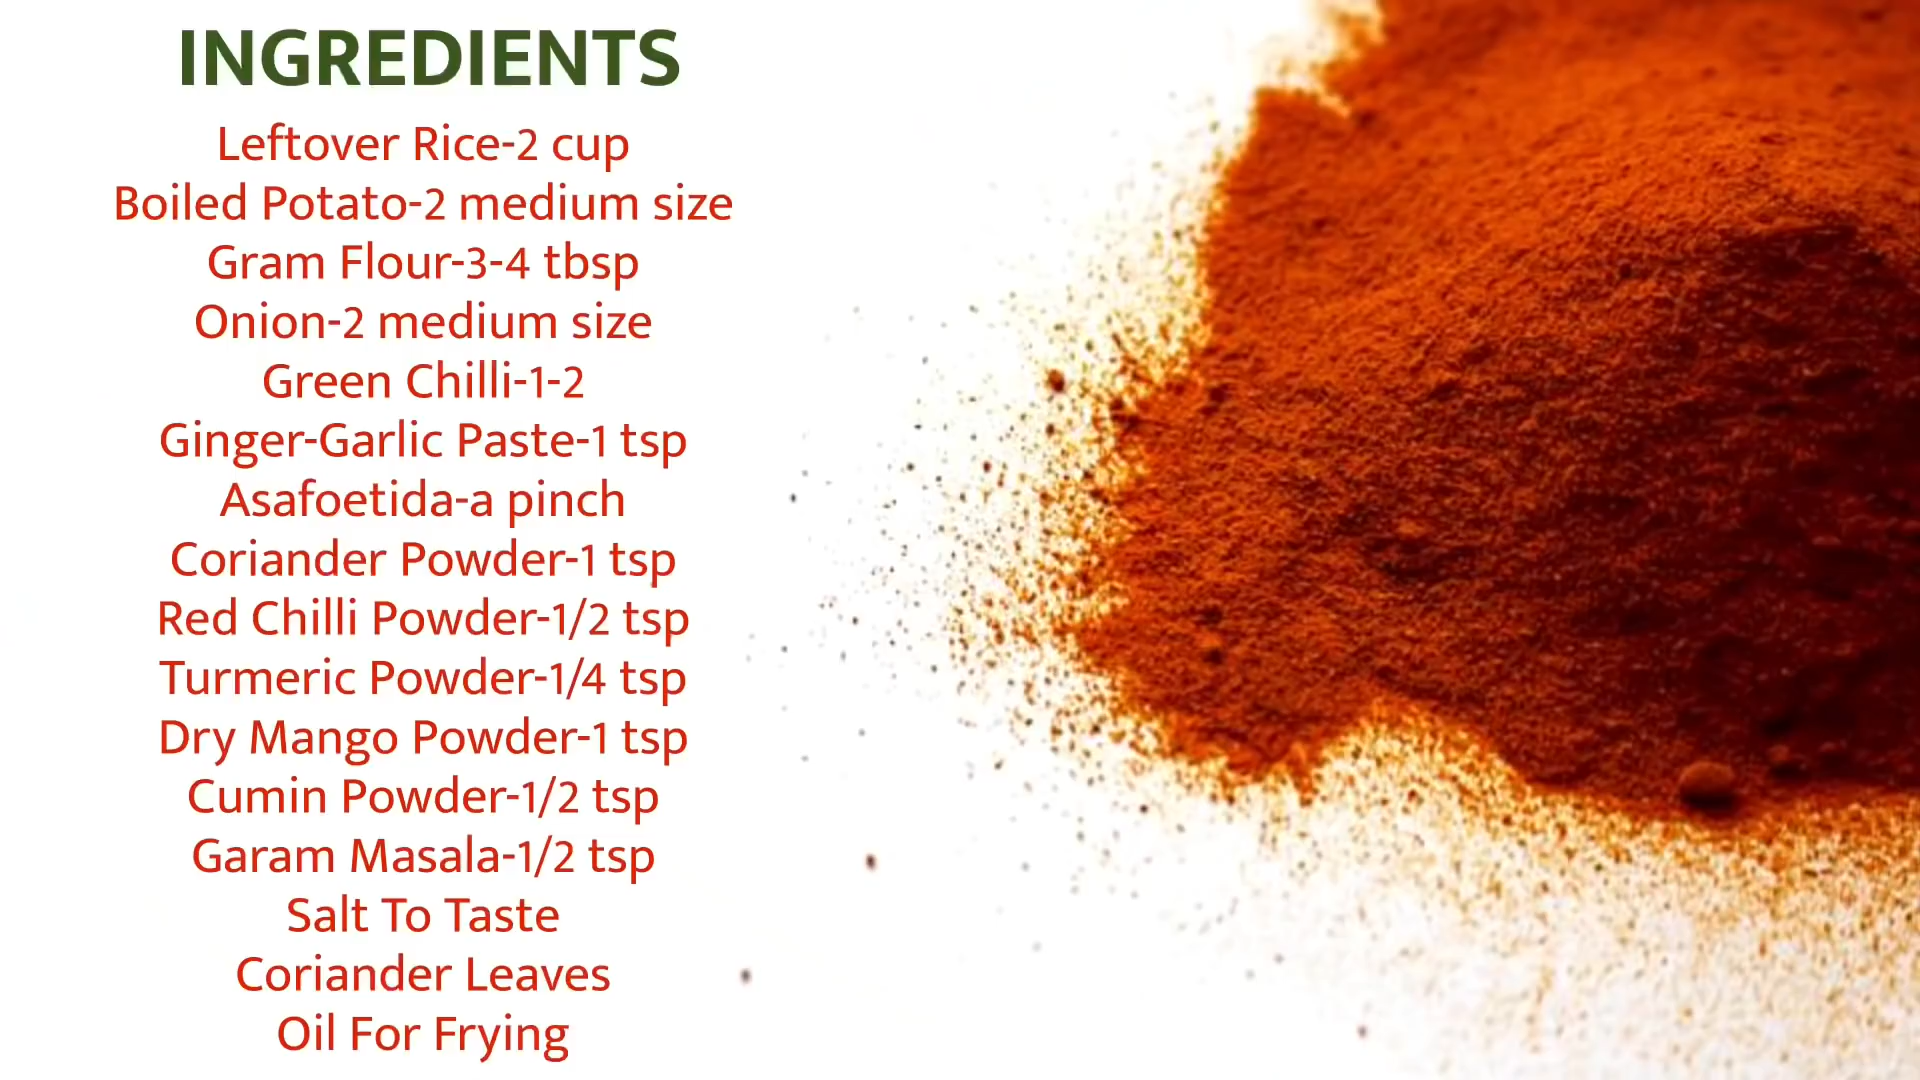 INGREDIENTS
Leftover Rice-2 cup
Boiled Potato-2 medium size
Gram Flour-3-4 tbsp
Onion-2 medium size
Green Chilli-1-2
Ginger-Garlic Paste-1 tsp
Asafoetida-a pinch
Coriander Powder-1 tsp
Red Chilli Powder-1/2 tsp
Turmeric Powder-1/4 tsp
Dry Mango Powder-1 tsp
Cumin Powder-1/2 tsp
Garam Masala-1/2 tsp
Salt To Taste
Coriander Leaves
Oil For Frying